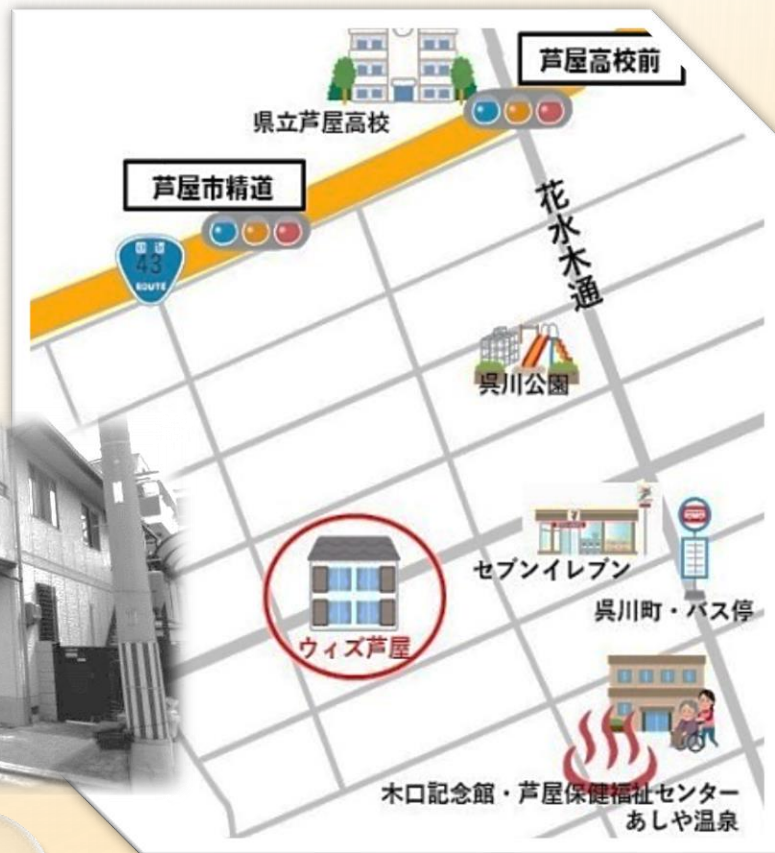 芦屋高校前
県立芦屋高校
芦屋市精道
43
ROUTE
花水木通
呉川公園
セブンイレブン
呉川町・バス停
ウィズ芦屋
木口記念館・芦屋保健福祉センター
あしや温泉